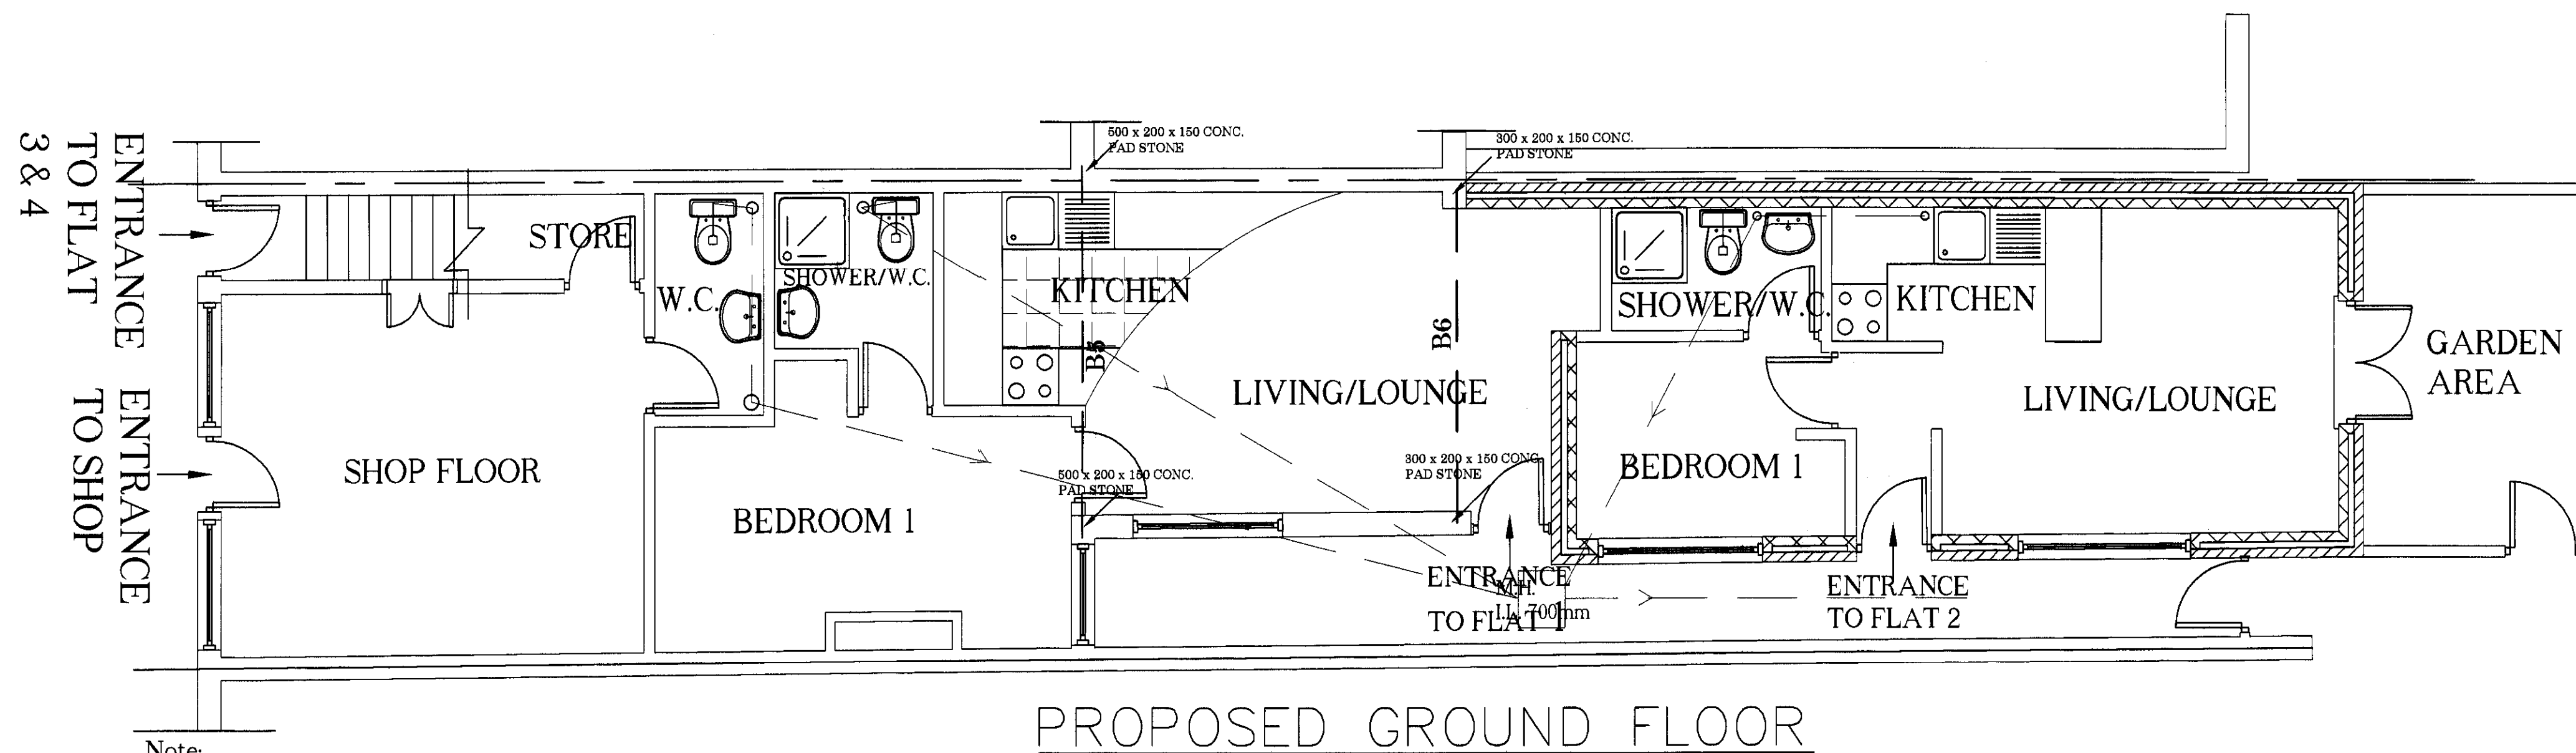 ENTRANCE
TO FLAT
3 & 4
ENTRANCE
TO SHOP
STORE
SHOP FLOOR
W.C.
SHOWER/W.C.
BEDROOM 1
500 x 200 x 150 CONC.
PAD STONE
KITCHEN
B5
500 x 200 x 150 CONC.
PAD STONE
300 x 200 x 150 CONC.
PAD STONE
B6
LIVING/LOUNGE
300 x 200 x 150 CONC.
PAD STONE
ENTRANCE
TO FLAT 1
M.H.
I.L. 700mm
SHOWER/W.C.
BEDROOM 1
KITCHEN
LIVING/LOUNGE
ENTRANCE
TO FLAT 2
GARDEN
AREA
PROPOSED GROUND FLOOR
Note: